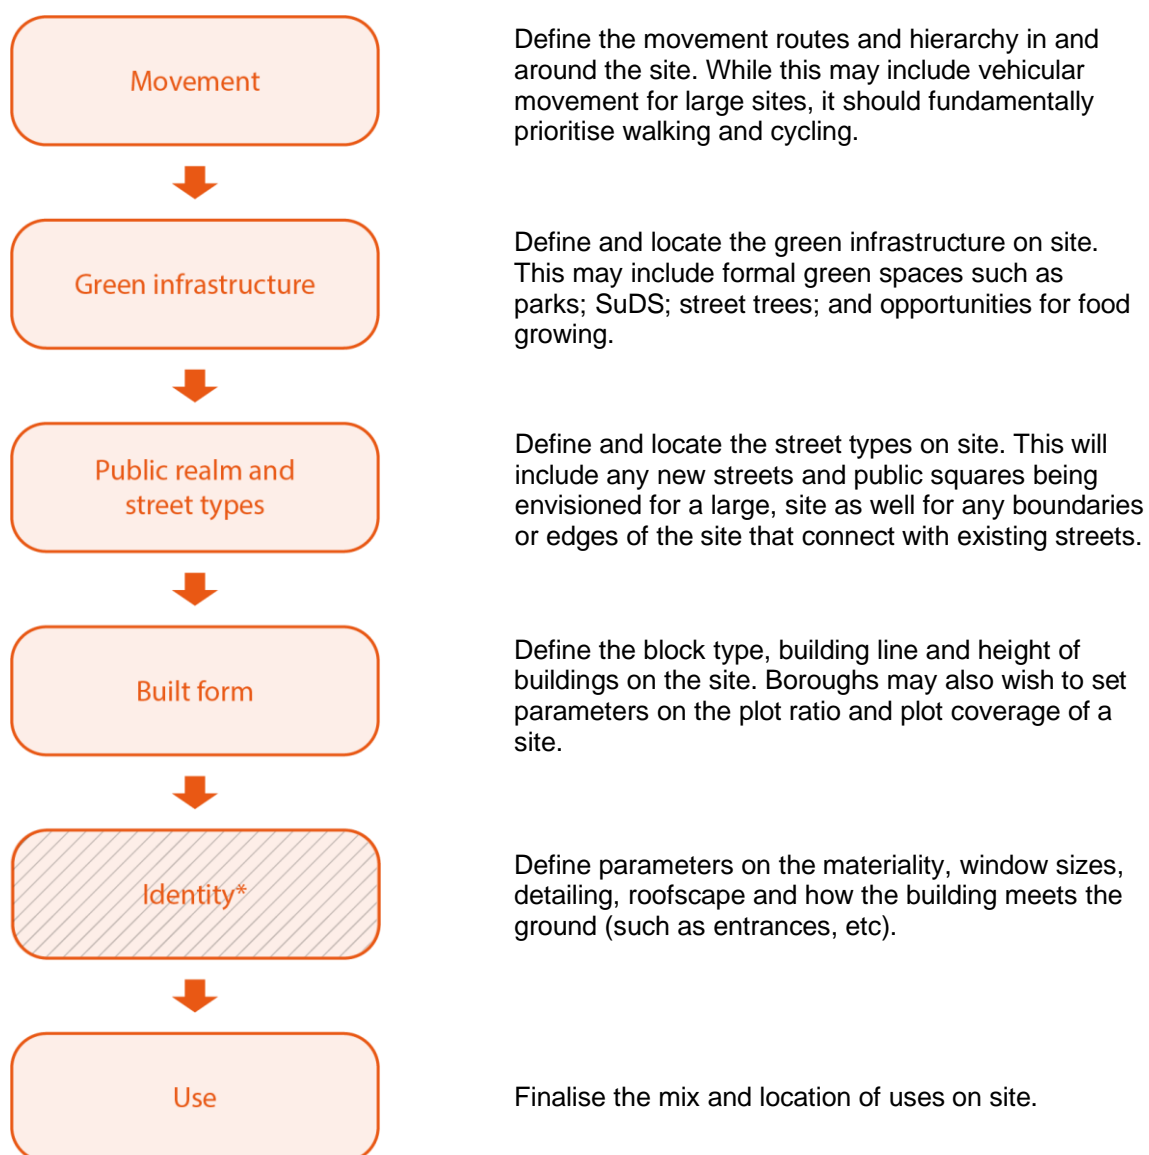 Movement
Define the movement routes and hierarchy in and
around the site. While this may include vehicular
movement for large sites, it should fundamentally
prioritise walking and cycling.
Green infrastructure
Define and locate the green infrastructure on site.
This may include formal green spaces such as
parks; SuDS; street trees; and opportunities for food
growing.
Public realm and
street types
Define and locate the street types on site. This will
include any new streets and public squares being
envisioned for a large, site as well for any boundaries
or edges of the site that connect with existing streets.
Built form
Define the block type, building line and height of
buildings on the site. Boroughs may also wish to set
parameters on the plot ratio and plot coverage of a
site.
Identity*
Define parameters on the materiality, window sizes,
detailing, roofscape and how the building meets the
ground (such as entrances, etc).
Use
Finalise the mix and location of uses on site.